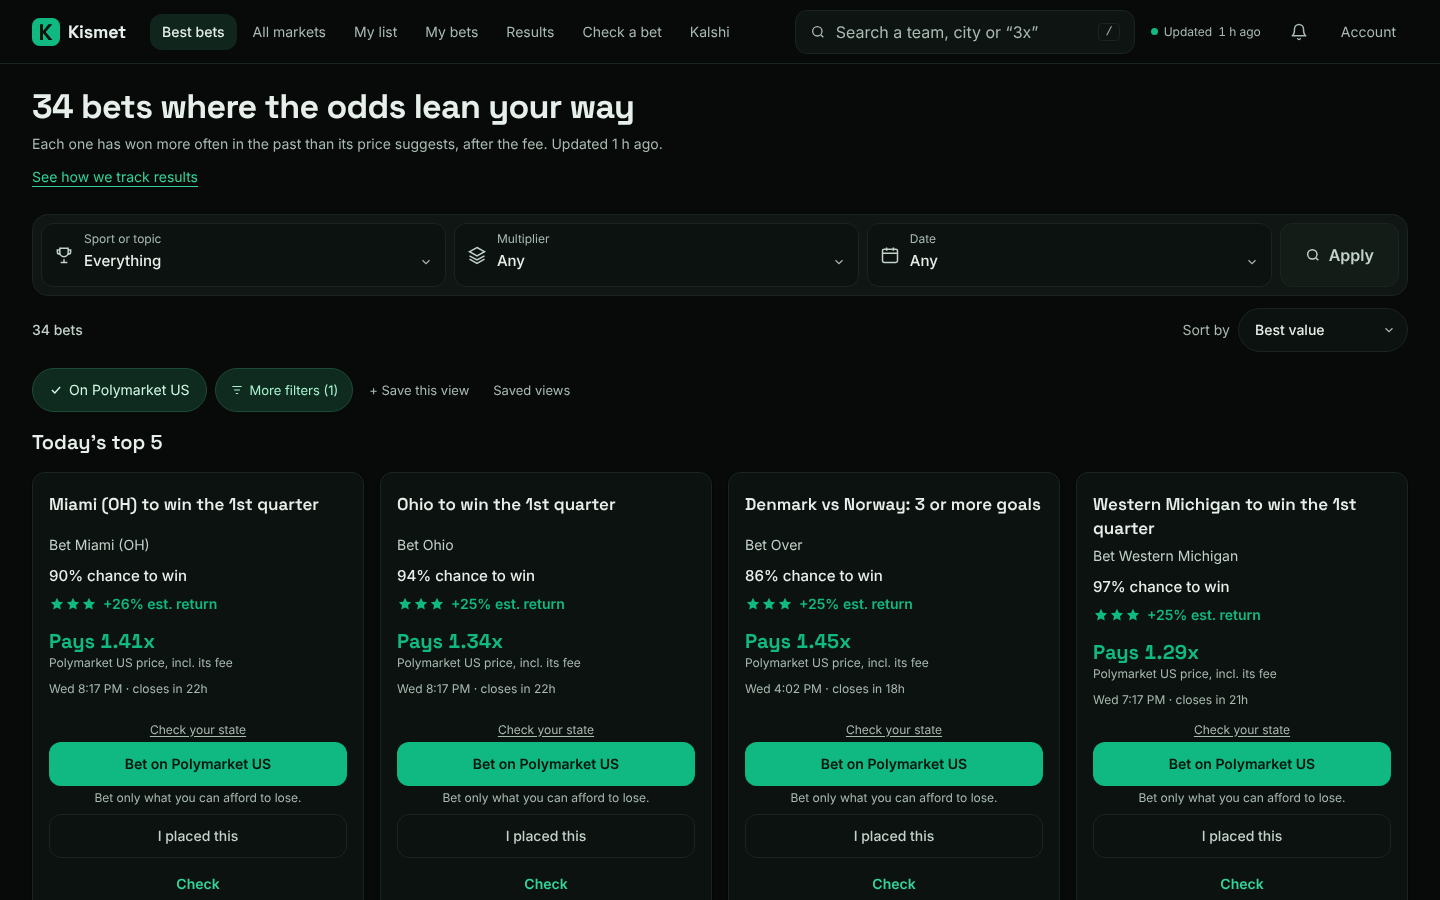 K Kismet
Best bets
All markets
My list
My bets
Results
Check a bet
Kalshi
Search a team, city or “3x”
/
Updated 1 h ago
Account
34 bets where the odds lean your way
Each one has won more often in the past than its price suggests, after the fee. Updated 1 h ago.
See how we track results
Sport or topic
Everything
Multiplier
Any
Date
Any
Apply
34 bets
Sort by
Best value
On Polymarket US
More filters (1)
+ Save this view
Saved views
Today’s top 5
Miami (OH) to win the 1st quarter
Bet Miami (OH)
90% chance to win
★★★ +26% est. return
Pays 1.41x
Polymarket US price, incl. its fee
Wed 8:17 PM · closes in 22h
Check your state
Bet on Polymarket US
Bet only what you can afford to lose.
I placed this
Check
Ohio to win the 1st quarter
Bet Ohio
94% chance to win
★★★ +25% est. return
Pays 1.34x
Polymarket US price, incl. its fee
Wed 8:17 PM · closes in 22h
Check your state
Bet on Polymarket US
Bet only what you can afford to lose.
I placed this
Check
Denmark vs Norway: 3 or more goals
Bet Over
86% chance to win
★★★ +25% est. return
Pays 1.45x
Polymarket US price, incl. its fee
Wed 4:02 PM · closes in 18h
Check your state
Bet on Polymarket US
Bet only what you can afford to lose.
I placed this
Check
Western Michigan to win the 1st
quarter
Bet Western Michigan
97% chance to win
★★★ +25% est. return
Pays 1.29x
Polymarket US price, incl. its fee
Wed 7:17 PM · closes in 21h
Check your state
Bet on Polymarket US
Bet only what you can afford to lose.
I placed this
Check